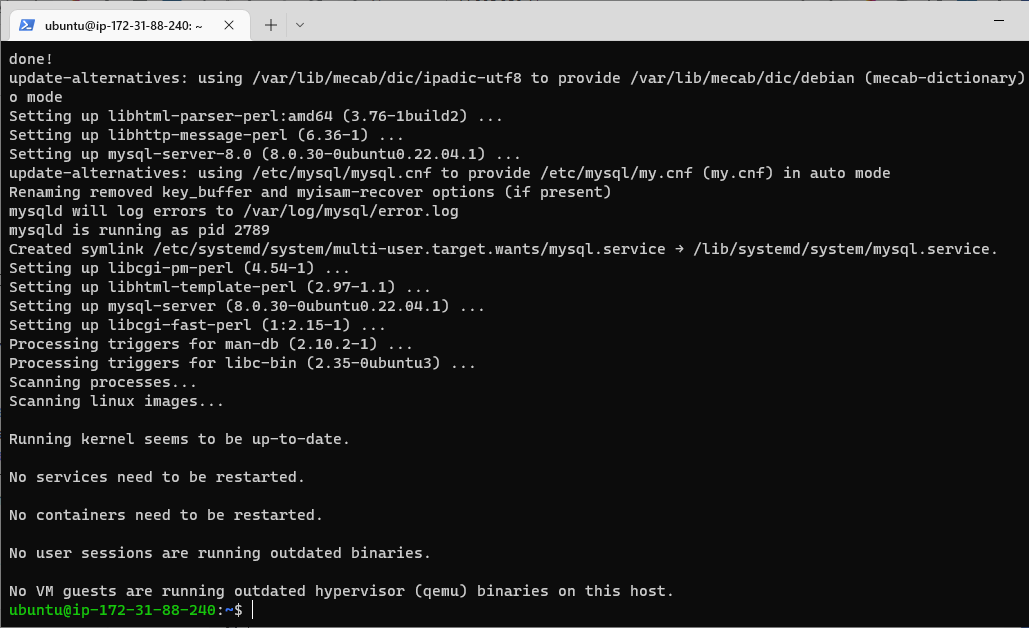 ubuntu@ip-172-31-88-240: ~
done!
update-alternatives: using /var/lib/mecab/dic/ipadic-utf8 to provide /var/lib/mecab/dic/debian (mecab-dictionary)
o mode
Setting up libhtml-parser-perl:amd64 (3.76-1build2) ...
Setting up libhttp-message-perl (6.36-1) ...
Setting up mysql-server-8.0 (8.0.30-0ubuntu0.22.04.1) ...
update-alternatives: using /etc/mysql/mysql.cnf to provide /etc/mysql/my.cnf (my.cnf) in auto mode
Renaming removed key_buffer and myisam-recover options (if present)
mysqld will log errors to /var/log/mysql/error.log
mysqld is running as pid 2789
Created symlink /etc/systemd/system/multi-user.target.wants/mysql.service → /lib/systemd/system/mysql.service.
Setting up libcgi-pm-perl (4.54-1) ...
Setting up libhtml-template-perl (2.97-1.1) ...
Setting up mysql-server (8.0.30-0ubuntu0.22.04.1) ...
Setting up libcgi-fast-perl (1:2.15-1) ...
Processing triggers for man-db (2.10.2-1) ...
Processing triggers for libc-bin (2.35-0ubuntu3) ...
Scanning processes...
Scanning linux images...
Running kernel seems to be up-to-date.
No services need to be restarted.
No containers need to be restarted.
No user sessions are running outdated binaries.
No VM guests are running outdated hypervisor (qemu) binaries on this host.
ubuntu@ip-172-31-88-240:~$